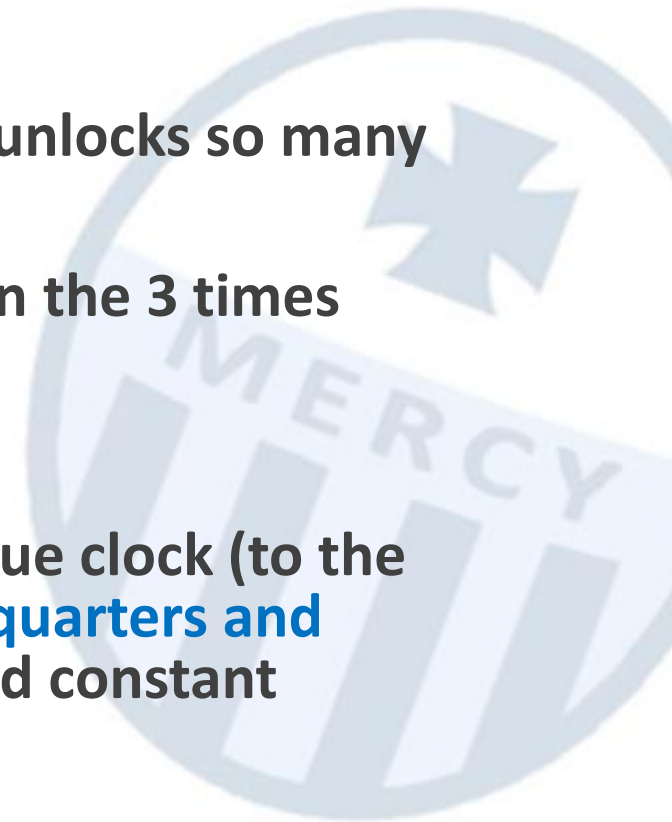 unlocks so many
n the 3 times
MERCY
ue clock (to the
quarters and
d constant